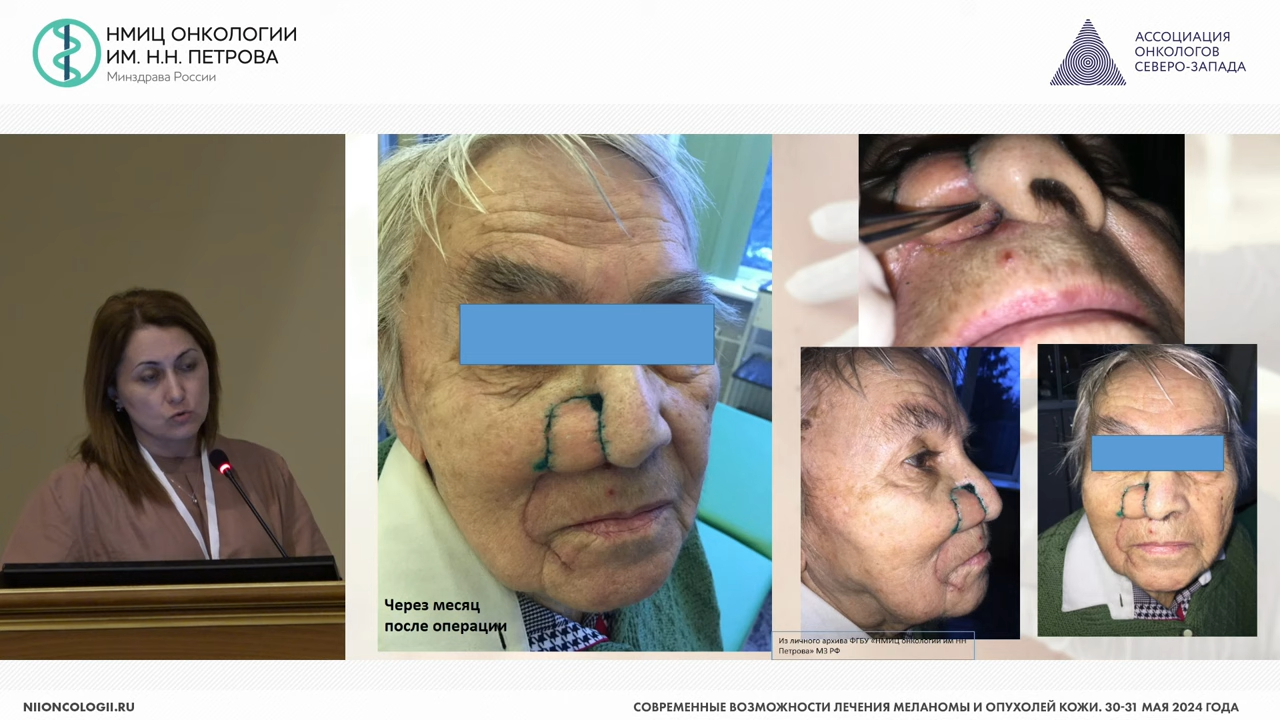 НМИЦ ОНКОЛОГИИ
ИМ. Н.Н. ПЕТРОВА
Минздрава России
АССОЦИАЦИЯ
ОНКОЛОГОВ
СЕВЕРО-ЗАПАДА
Через месяц
после операции
Из личного архива ФГБУ «НМИЦ онкологии им НН
Петрова» МЗ РФ
NIIONCOLOGII.RU
СОВРЕМЕННЫЕ ВОЗМОЖНОСТИ ЛЕЧЕНИЯ МЕЛАНОМЫ И ОПУХОЛЕЙ КОЖИ. 30-31 МАЯ 2024 ГОДА